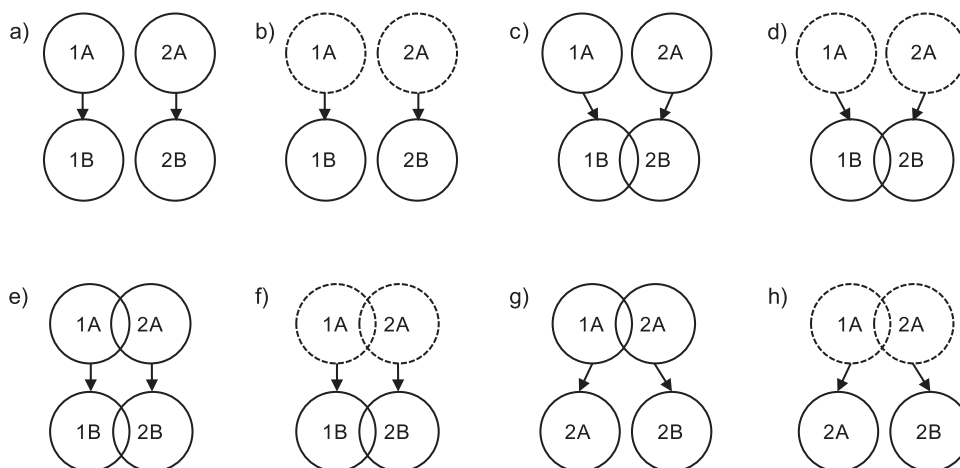 a) 1A 2A b) 1A 2A c) 1A 2A d) 1A 2A
1B 2B 1B 2B 1B 2B 1B 2B
e) 1A 2A f) 1A 2A g) 1A 2A h) 1A 2A
1B 2B 1B 2B 2A 2B 2A 2B